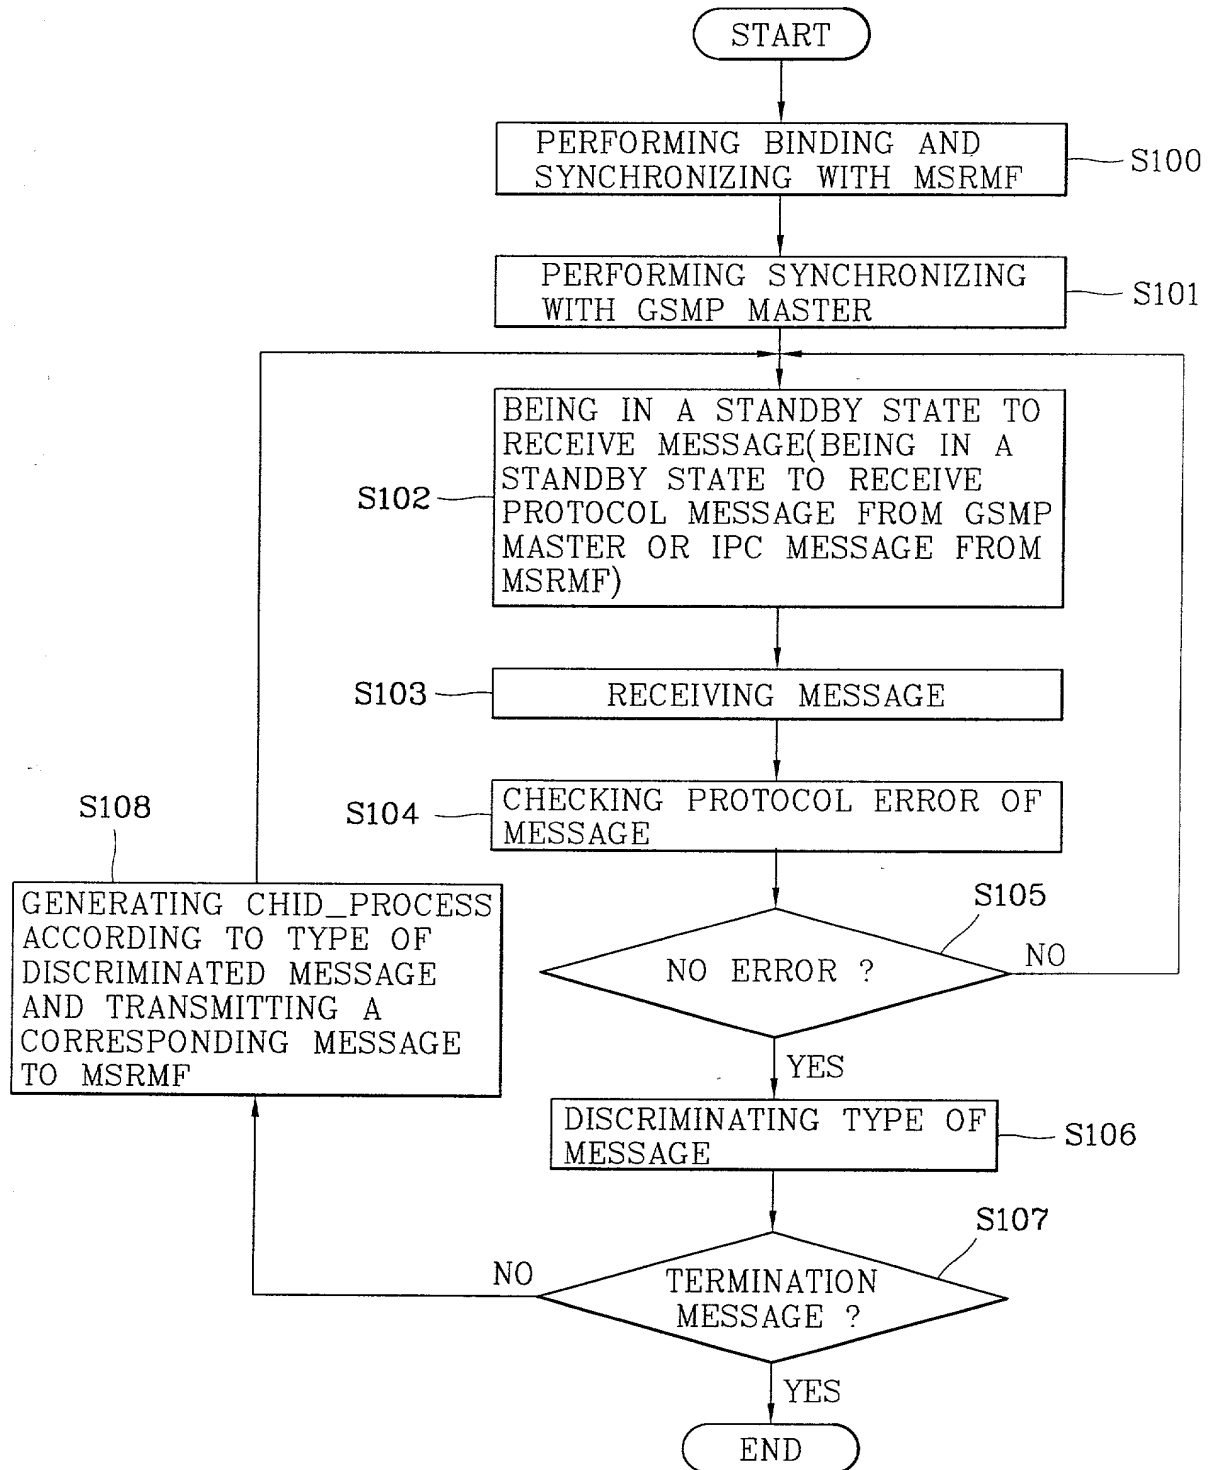 START
PERFORMING BINDING AND
SYNCHRONIZING WITH MSRMF
S100
PERFORMING SYNCHRONIZING
WITH GSMP MASTER
S101
BEING IN A STANDBY STATE TO
RECEIVE MESSAGE(BEING IN A
STANDBY STATE TO RECEIVE
PROTOCOL MESSAGE FROM GSMP
MASTER OR IPC MESSAGE FROM
MSRMF)
S102
S103
RECEIVING MESSAGE
S104
CHECKING PROTOCOL ERROR OF
MESSAGE
S105
NO ERROR ?
NO
YES
DISCRIMINATING TYPE OF
MESSAGE
S106
S107
TERMINATION
MESSAGE ?
NO
YES
S108
GENERATING CHID_PROCESS
ACCORDING TO TYPE OF
DISCRIMINATED MESSAGE
AND TRANSMITTING A
CORRESPONDING MESSAGE
TO MSRMF
END